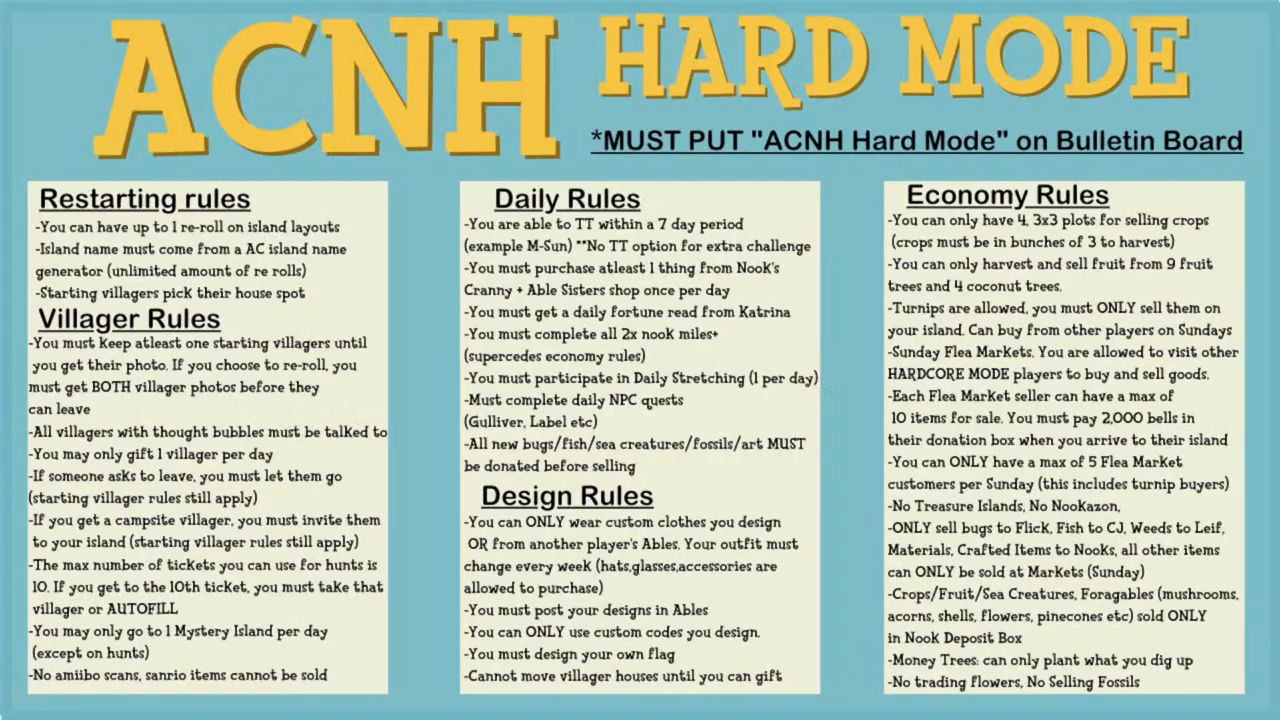 ACNH HARD MODE
*MUST PUT "ACNH Hard Mode" on Bulletin Board
Restarting rules
-You can have up to 1 re-roll on island layouts
-Island name must come from a AC island name
generator (unlimited amount of re rolls)
-Starting villagers pick their house spot
Villager Rules
-You must keep atleast one starting villagers until
you get their photo. If you choose to re-roll, you
must get BOTH villager photos before they
can leave
-All villagers with thought bubbles must be talked to
-You may only gift 1 villager per day
-If someone asks to leave, you must let them go
(starting villager rules still apply)
-If you get a campsite villager, you must invite them
to your island (starting villager rules still apply)
-The max number of tickets you can use for hunts is
10. If you get to the 10th ticket, you must take that
villager or AUTOFILL
-You may only go to 1 Mystery Island per day
(except on hunts)
-No amiibo scans, sanrio items cannot be sold
Daily Rules
-You are able to TT within a 7 day period
(example M-Sun) **No TT option for extra challenge
-You must purchase atleast 1 thing from Nook's
Cranny + Able Sisters shop once per day
-You must get a daily fortune read from Katrina
-You must complete all 2x nook miles+
(supercedes economy rules)
-You must participate in Daily Stretching (1 per day)
-Must complete daily NPC quests
(Gulliver, Label etc)
-All new bugs/fish/sea creatures/fossils/art MUST
be donated before selling
Design Rules
-You can ONLY wear custom clothes you design
OR from another player's Ables. Your outfit must
change every week (hats,glasses,accessories are
allowed to purchase)
-You must post your designs in Ables
-You can ONLY use custom codes you design.
-You must design your own flag
-Cannot move villager houses until you can gift
Economy Rules
-You can only have 4, 3x3 plots for selling crops
(crops must be in bunches of 3 to harvest)
-You can only harvest and sell fruit from 9 fruit
trees and 4 coconut trees.
-Turnips are allowed, you must ONLY sell them on
your island. Can buy from other players on Sundays
-Sunday Flea Markets. You are allowed to visit other
HARDCORE MODE players to buy and sell goods.
-Each Flea Market seller can have a max of
10 items for sale. You must pay 2,000 bells in
their donation box when you arrive to their island
-You can ONLY have a max of 5 Flea Market
customers per Sunday (this includes turnip buyers)
-No Treasure Islands, No Nookazon,
-ONLY sell bugs to Flick, Fish to CJ, Weeds to Leif,
Materials, Crafted Items to Nooks, all other items
can ONLY be sold at Markets (Sunday)
-Crops/Fruit/Sea Creatures, Foragables (mushrooms,
acorns, shells, flowers, pinecones etc) sold ONLY
in Nook Deposit Box
-Money Trees: can only plant what you dig up
-No trading flowers, No Selling Fossils